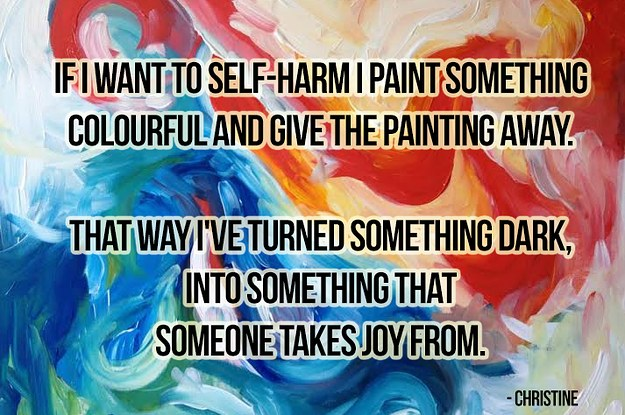 IF I WANT TO SELF-HARM I PAINT SOMETHING
COLOURFUL AND GIVE THE PAINTING AWAY.
THAT WAY I'VE TURNED SOMETHING DARK,
INTO SOMETHING THAT
SOMEONE TAKES JOY FROM.
- CHRISTINE